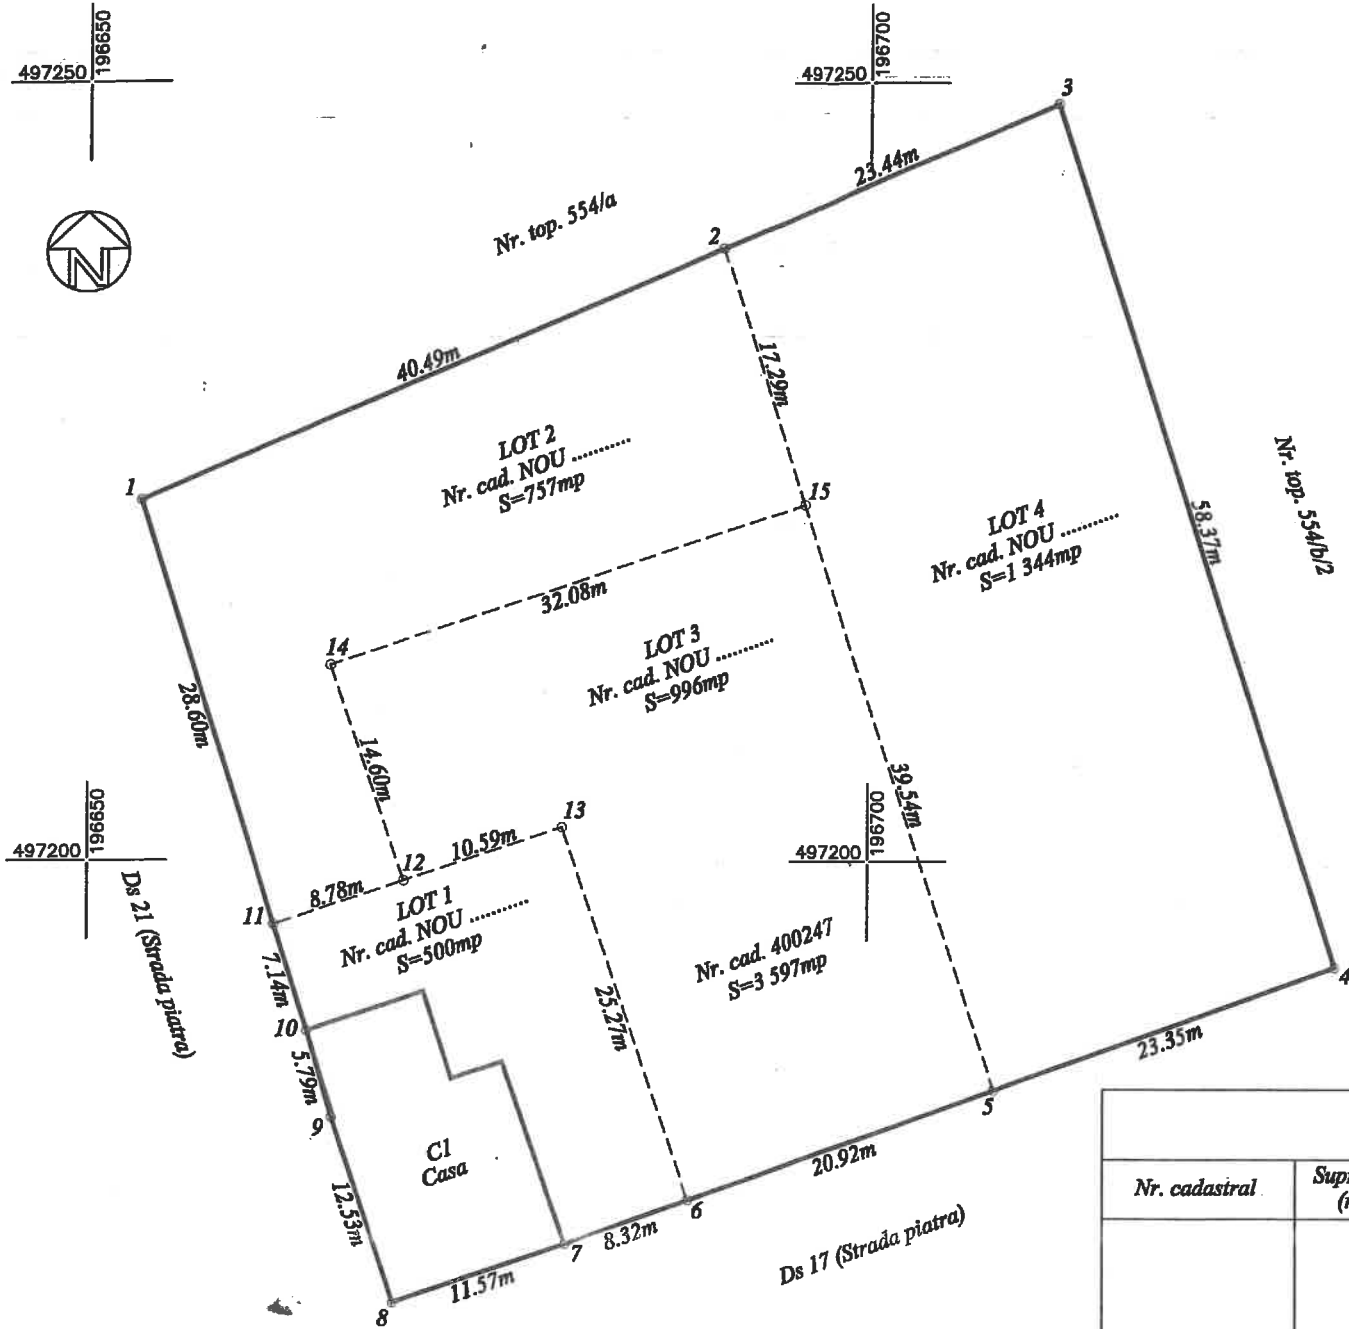 196650
497250
196700
497250
3
23.44m
Nr. top. 554/a
2
N
40.49m
17.29m
LOT 2
Nr. cad. NOU ..........
S=757mp
1
15
Nr. top. 554/b/2
58.37m
LOT 4
Nr. cad. NOU ..........
S=1 344mp
32.08m
14
LOT 3
Nr. cad. NOU ..........
S=996mp
28.60m
14.60m
39.54m
13
196650
497200
196700
497200
10.59m
12
8.78m
11
LOT 1
Nr. cad. NOU ..........
S=500mp
Ds 21 (Strada piatra)
7.14m
Nr. cad. 400247
S=3 597mp
4
25.27m
10
5.79m
23.35m
9
5
C1
Casa
20.92m
12.53m
6
8.32m
7
Ds 17 (Strada piatra)
11.57m
8
Nr. cadastral